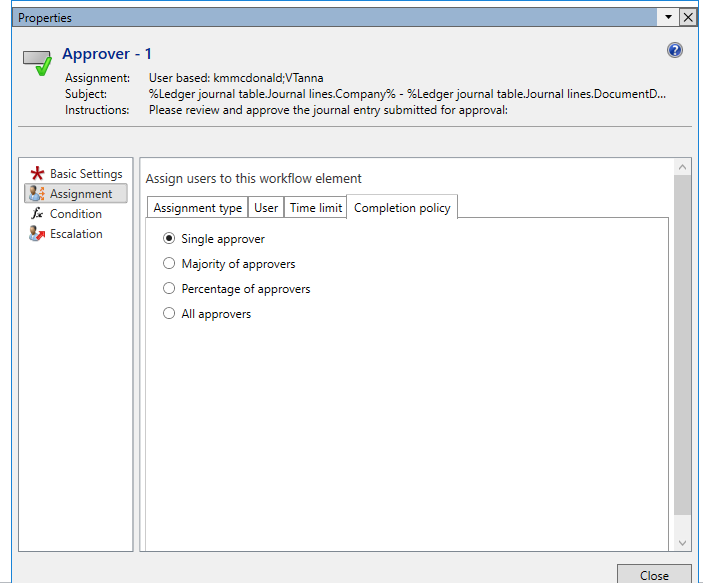 Properties
Approver - 1
Assignment: User based: kmmcdonald;VTanna
Subject: %Ledger journal table.Journal lines.Company% - %Ledger journal table.Journal lines.DocumentD...
Instructions: Please review and approve the journal entry submitted for approval:
Basic Settings
Assignment
Condition
Escalation
Assign users to this workflow element
Assignment type User Time limit Completion policy
Single approver
Majority of approvers
Percentage of approvers
All approvers
Close